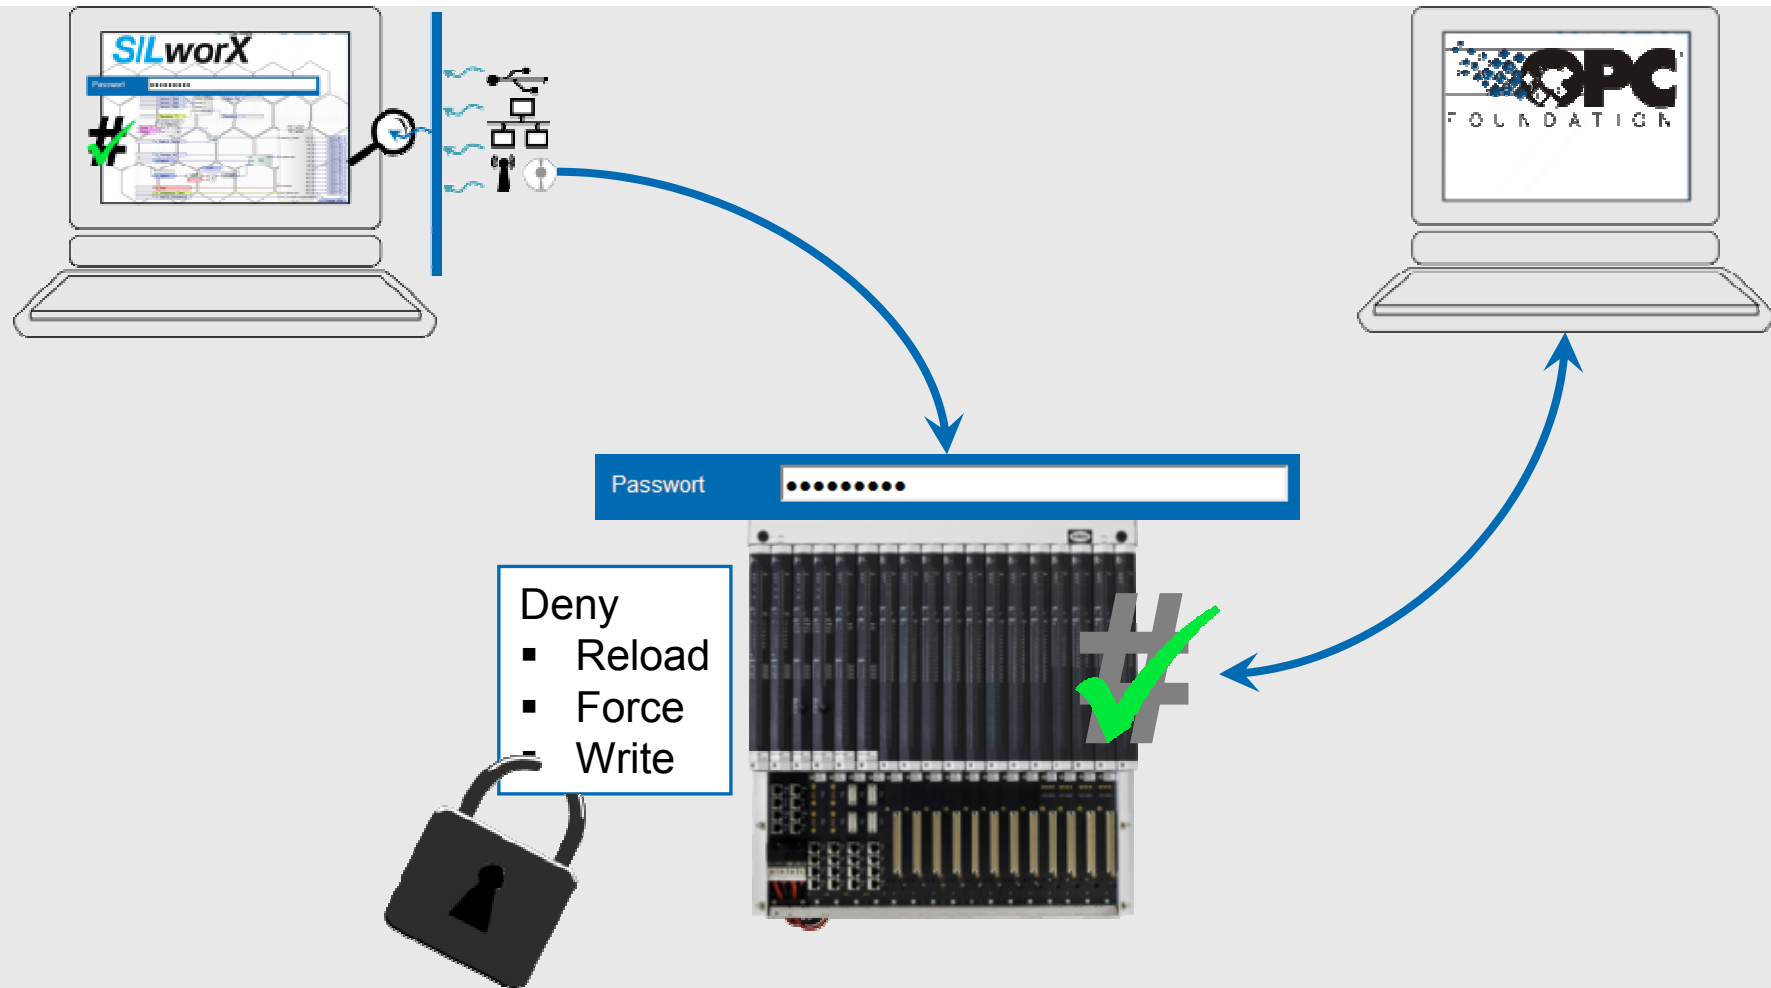 SILworX
Passwort
OPC
FOUNDATION
Passwort
Deny
▪ Reload
▪ Force
▪ Write